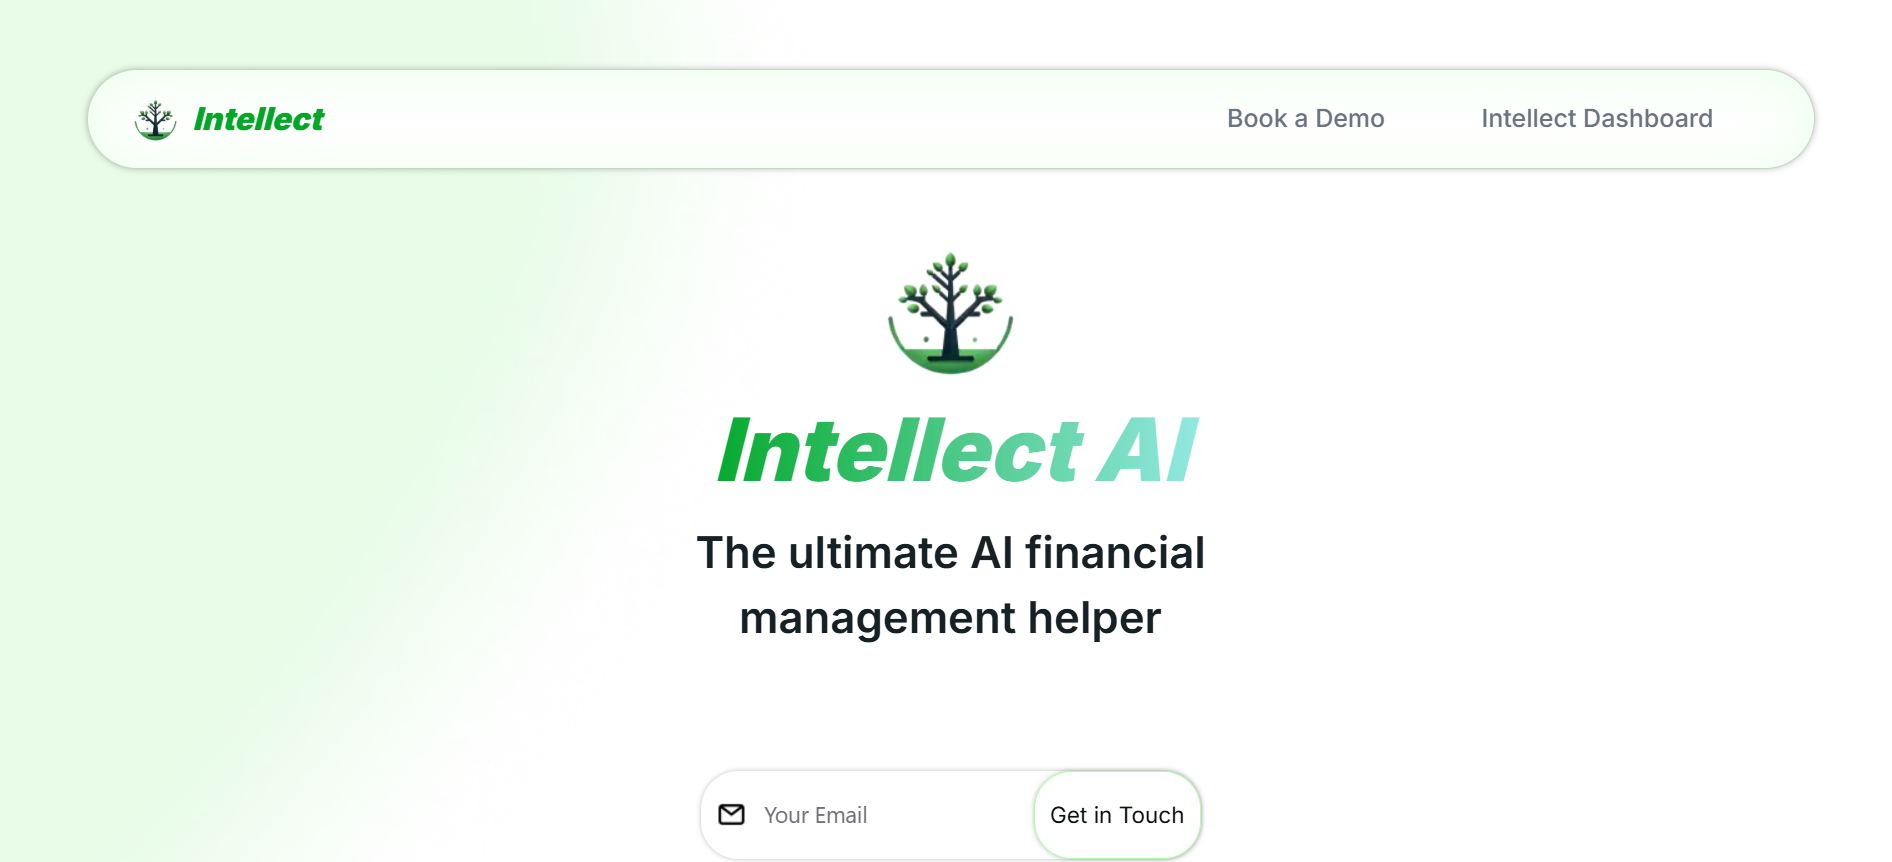 Intellect
Book a Demo
Intellect Dashboard
Intellect AI
The ultimate AI financial
management helper
Your Email
Get in Touch